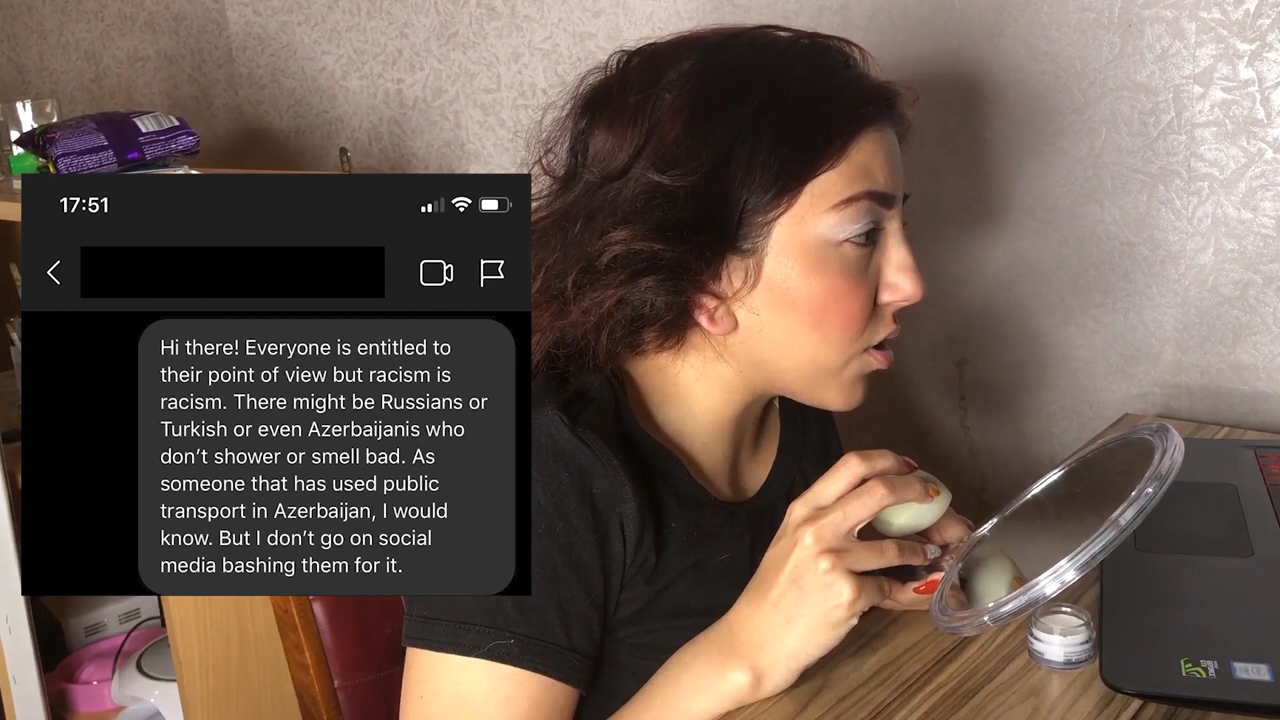 17:51
Hi there! Everyone is entitled to
their point of view but racism is
racism. There might be Russians or
Turkish or even Azerbaijanis who
don’t shower or smell bad. As
someone that has used public
transport in Azerbaijan, I would
know. But I don’t go on social
media bashing them for it.